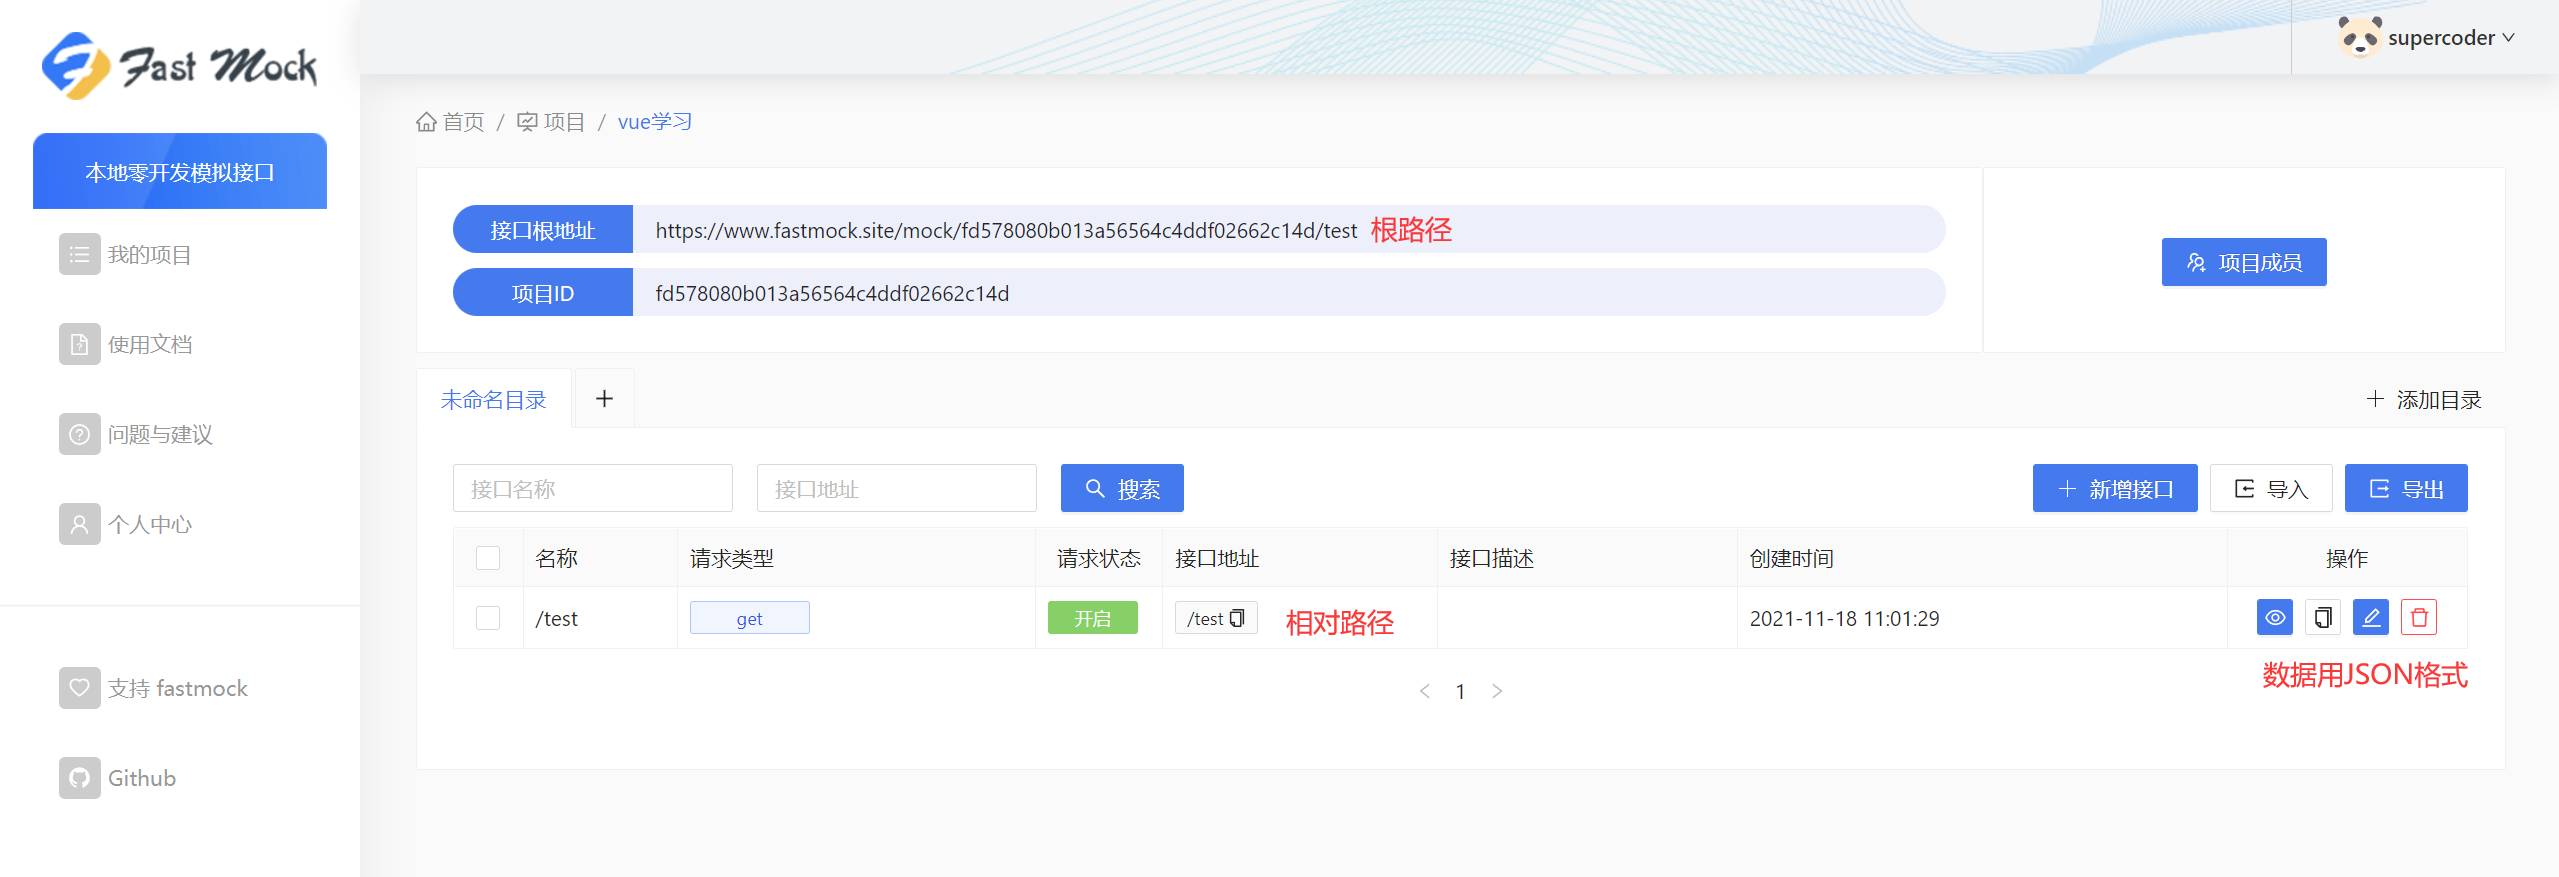 Fast Mock
supercoder
本地零开发模拟接口
我的项目
使用文档
问题与建议
个人中心
支持 fastmock
Github
首页 / 项目 / vue学习
接口根地址 https://www.fastmock.site/mock/fd578080b013a56564c4ddf02662c14d/test 根路径
项目ID fd578080b013a56564c4ddf02662c14d
项目成员
未命名目录 + + 添加目录
接口名称 接口地址 搜索 + 新增接口 导入 导出
名称 请求类型 请求状态 接口地址 接口描述 创建时间 操作
/test get 开启 /test 相对路径 2021-11-18 11:01:29
数据用JSON格式
< 1 >